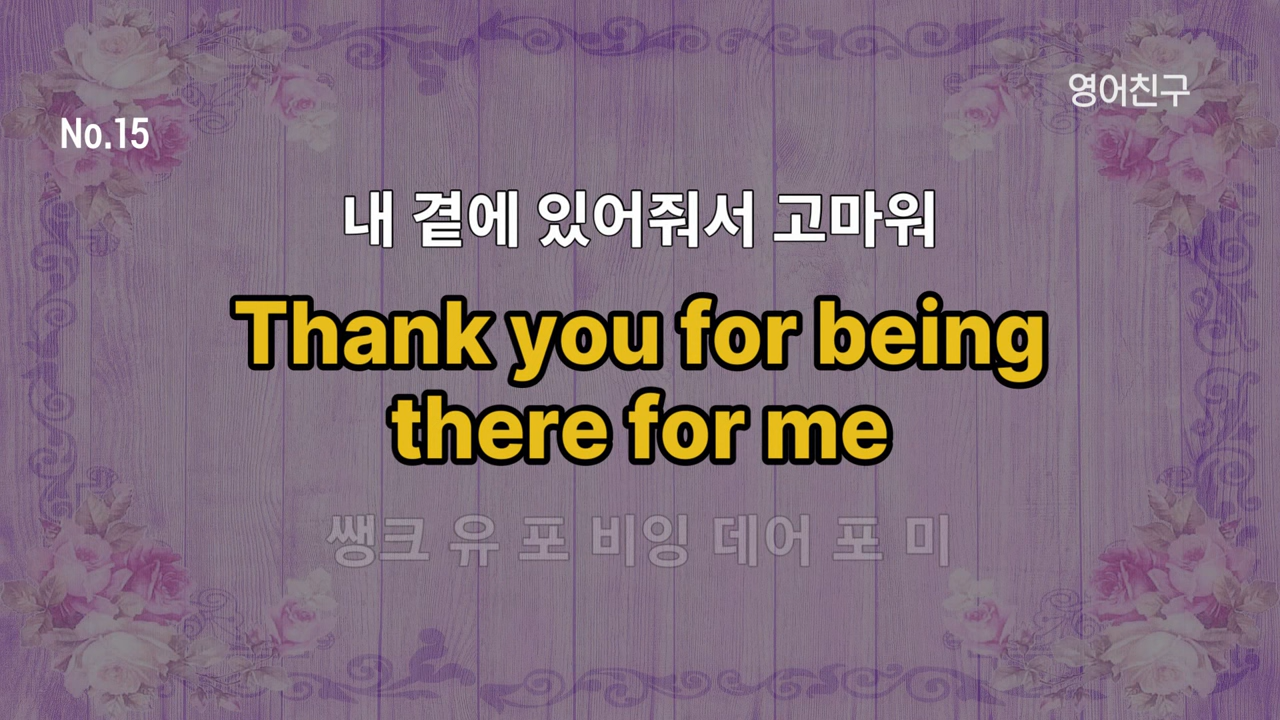 영어친구
No.15
내 곁에 있어줘서 고마워
Thank you for being
there for me
쌩크 유 포 비잉 데어 포 미